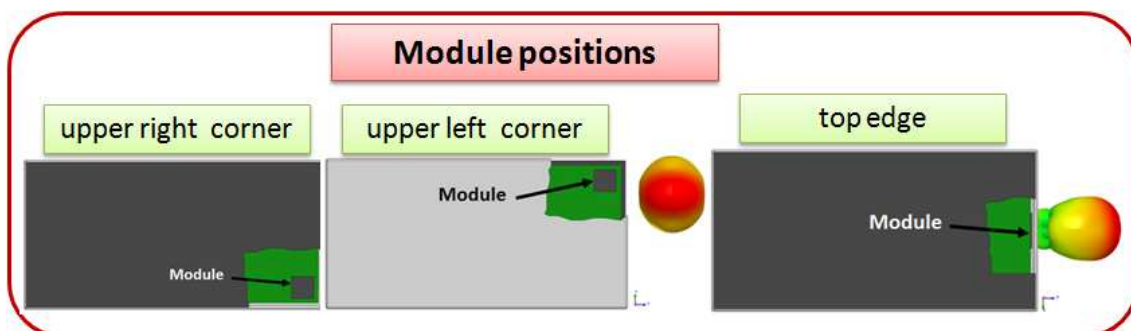 Module positions
upper right corner
upper left corner
top edge
Module
Module
Module